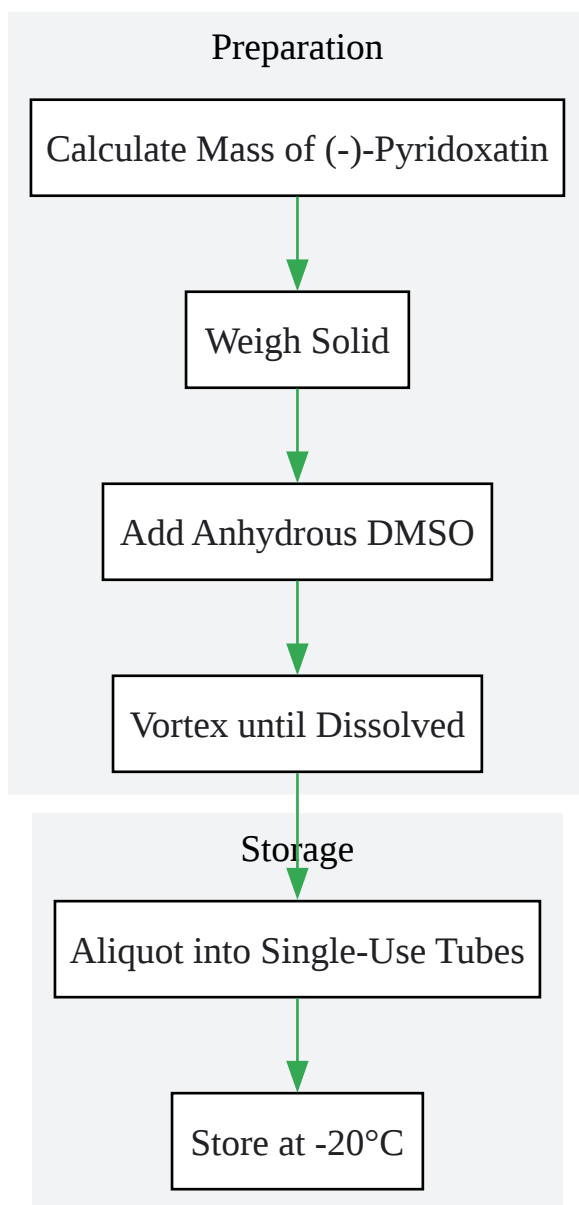 Preparation
Calculate Mass of (-)-Pyridoxatin
Weigh Solid
Add Anhydrous DMSO
Vortex until Dissolved
Storage
Aliquot into Single-Use Tubes
Store at -20°C